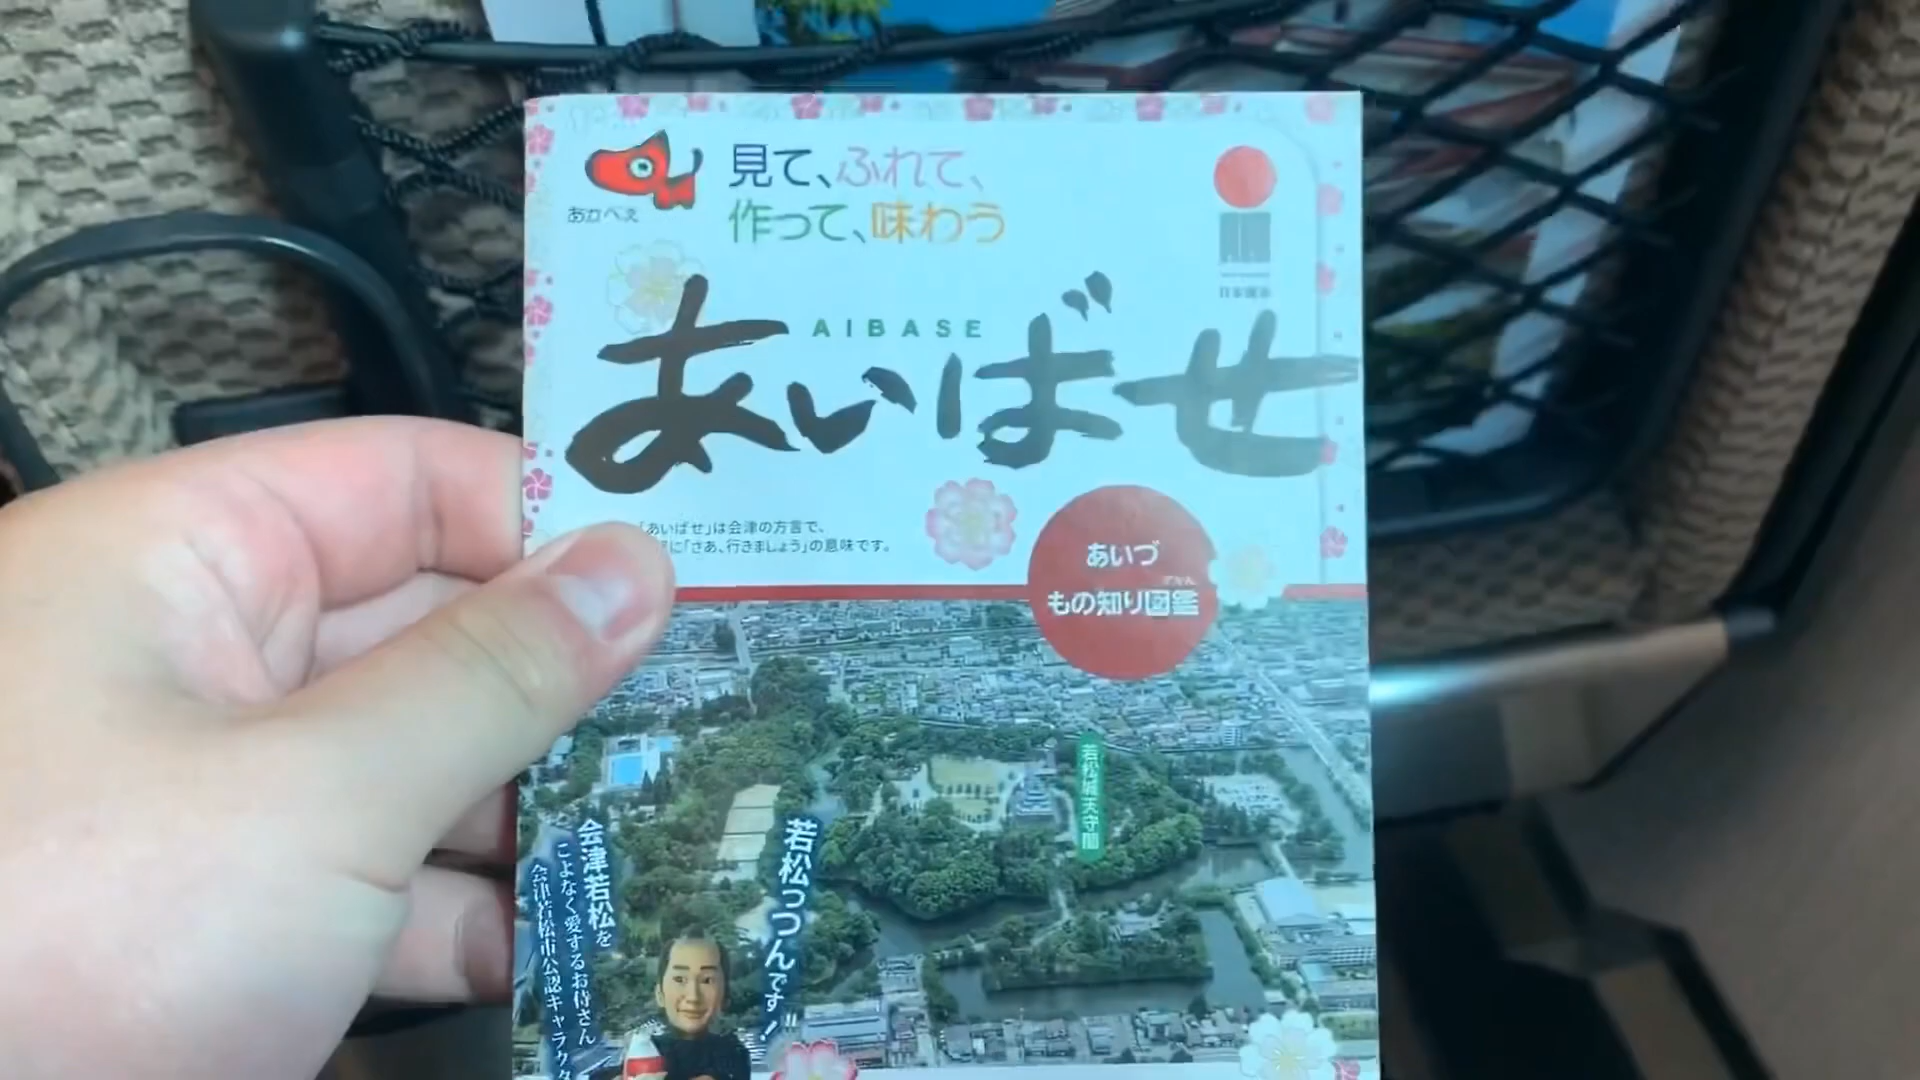 見て、ふれて、
作って、味わう
あかべぇ
AIBASE
あいばせ
「あいばせ」は会津の方言で、
に「さあ、行きましょう」の意味です。
あいづ
もの知り図鑑
ずかん
若松城天守閣
若松っつんです!
会津若松を
こよなく愛するお侍さん
会津若松市公認キャラクタ
日本遺産